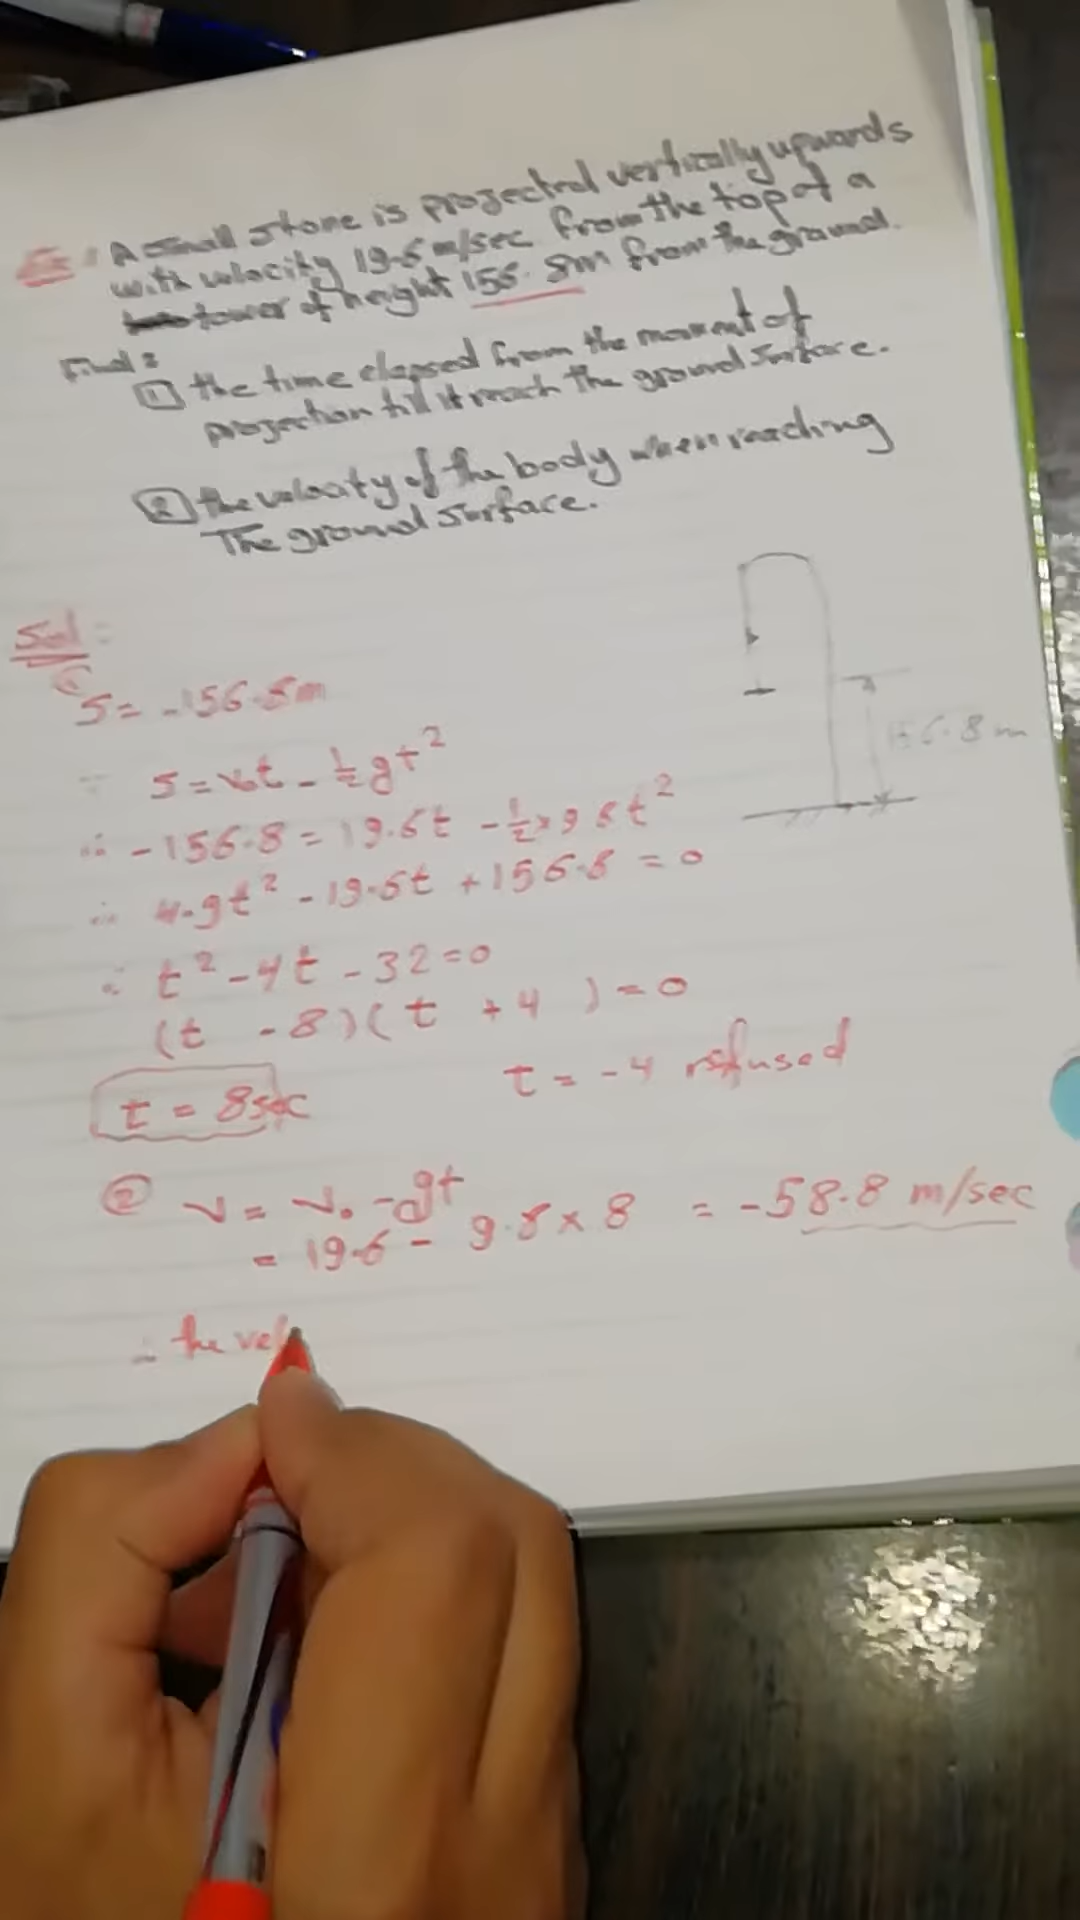 Ex: A small stone is projected vertically upwards
with velocity 19.6 m/sec from the top of a
tower of height 156.8m from the ground.
Find:
① the time elapsed from the moment of
projection till it reach the ground surface.
② the velocity of the body when reaching
The ground surface.
Sol:
①
S = -156.8m
∵ S = v₀t - ½gt²
∴ -156.8 = 19.6t - ½×9.8t²
∴ 4.9t² - 19.6t + 156.8 = 0
∴ t² - 4t - 32 = 0
(t - 8)(t + 4) = 0
t = 8sec t = -4 refused
② v = v₀ - gt
= 19.6 - 9.8 × 8 = -58.8 m/sec
∴ the vel
156.8 m